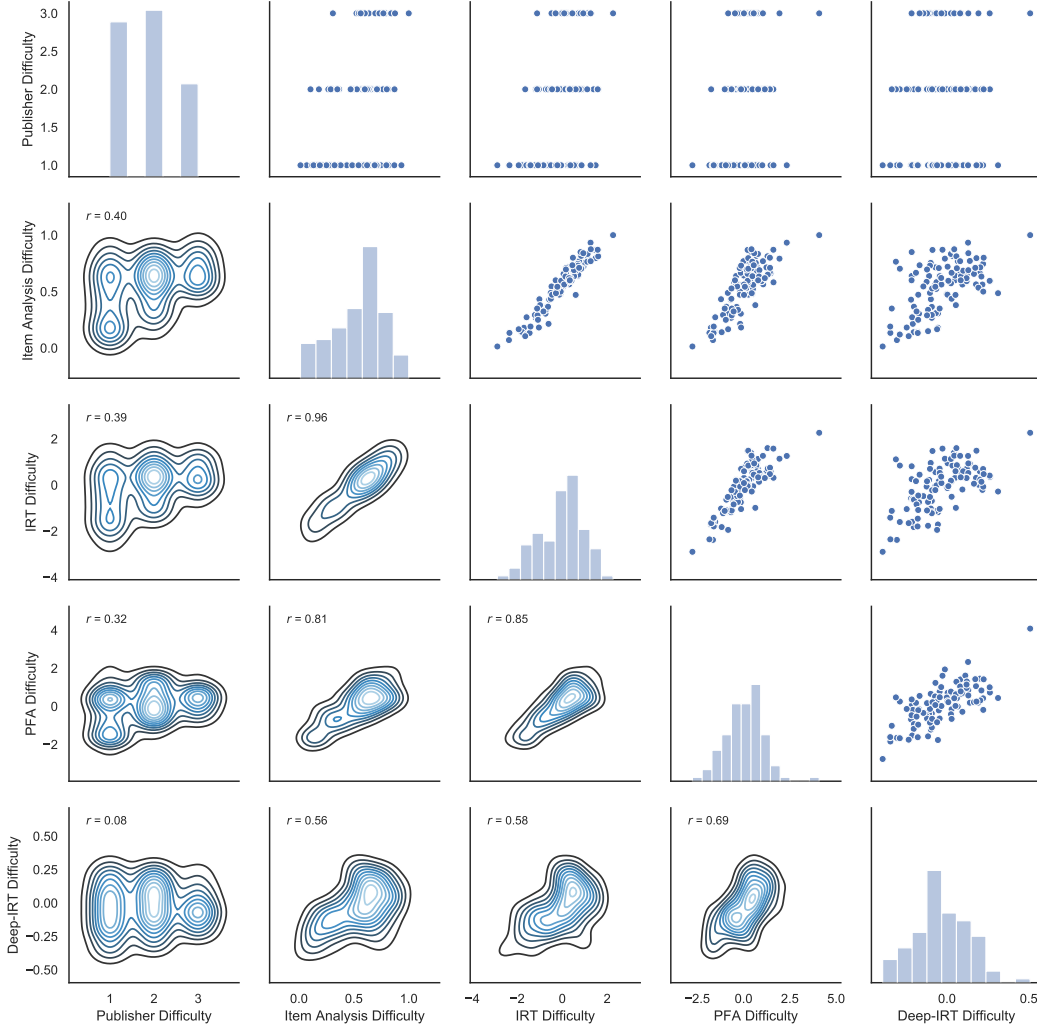 Publisher Difficulty
3.0
2.5
2.0
1.5
1.0
Item Analysis Difficulty
1.0
0.5
0.0
r = 0.40
IRT Difficulty
2
0
−2
−4
r = 0.39
r = 0.96
PFA Difficulty
4
2
0
−2
r = 0.32
r = 0.81
r = 0.85
Deep-IRT Difficulty
0.50
0.25
0.00
−0.25
−0.50
r = 0.08
r = 0.56
r = 0.58
r = 0.69
1 2 3
0.0 0.5 1.0
−4 −2 0 2
−2.5 0.0 2.5 5.0
0.0 0.5
Publisher Difficulty
Item Analysis Difficulty
IRT Difficulty
PFA Difficulty
Deep-IRT Difficulty